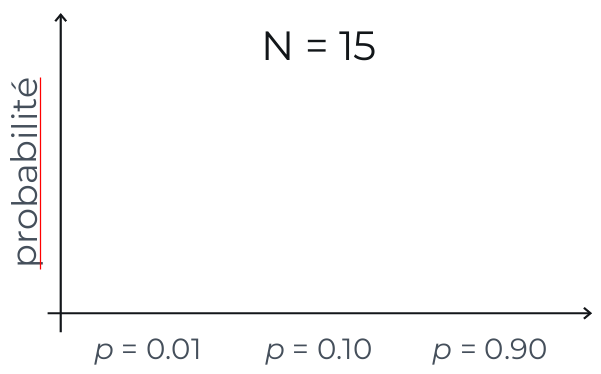 N = 15
probabilité
p = 0.01
p = 0.10
p = 0.90